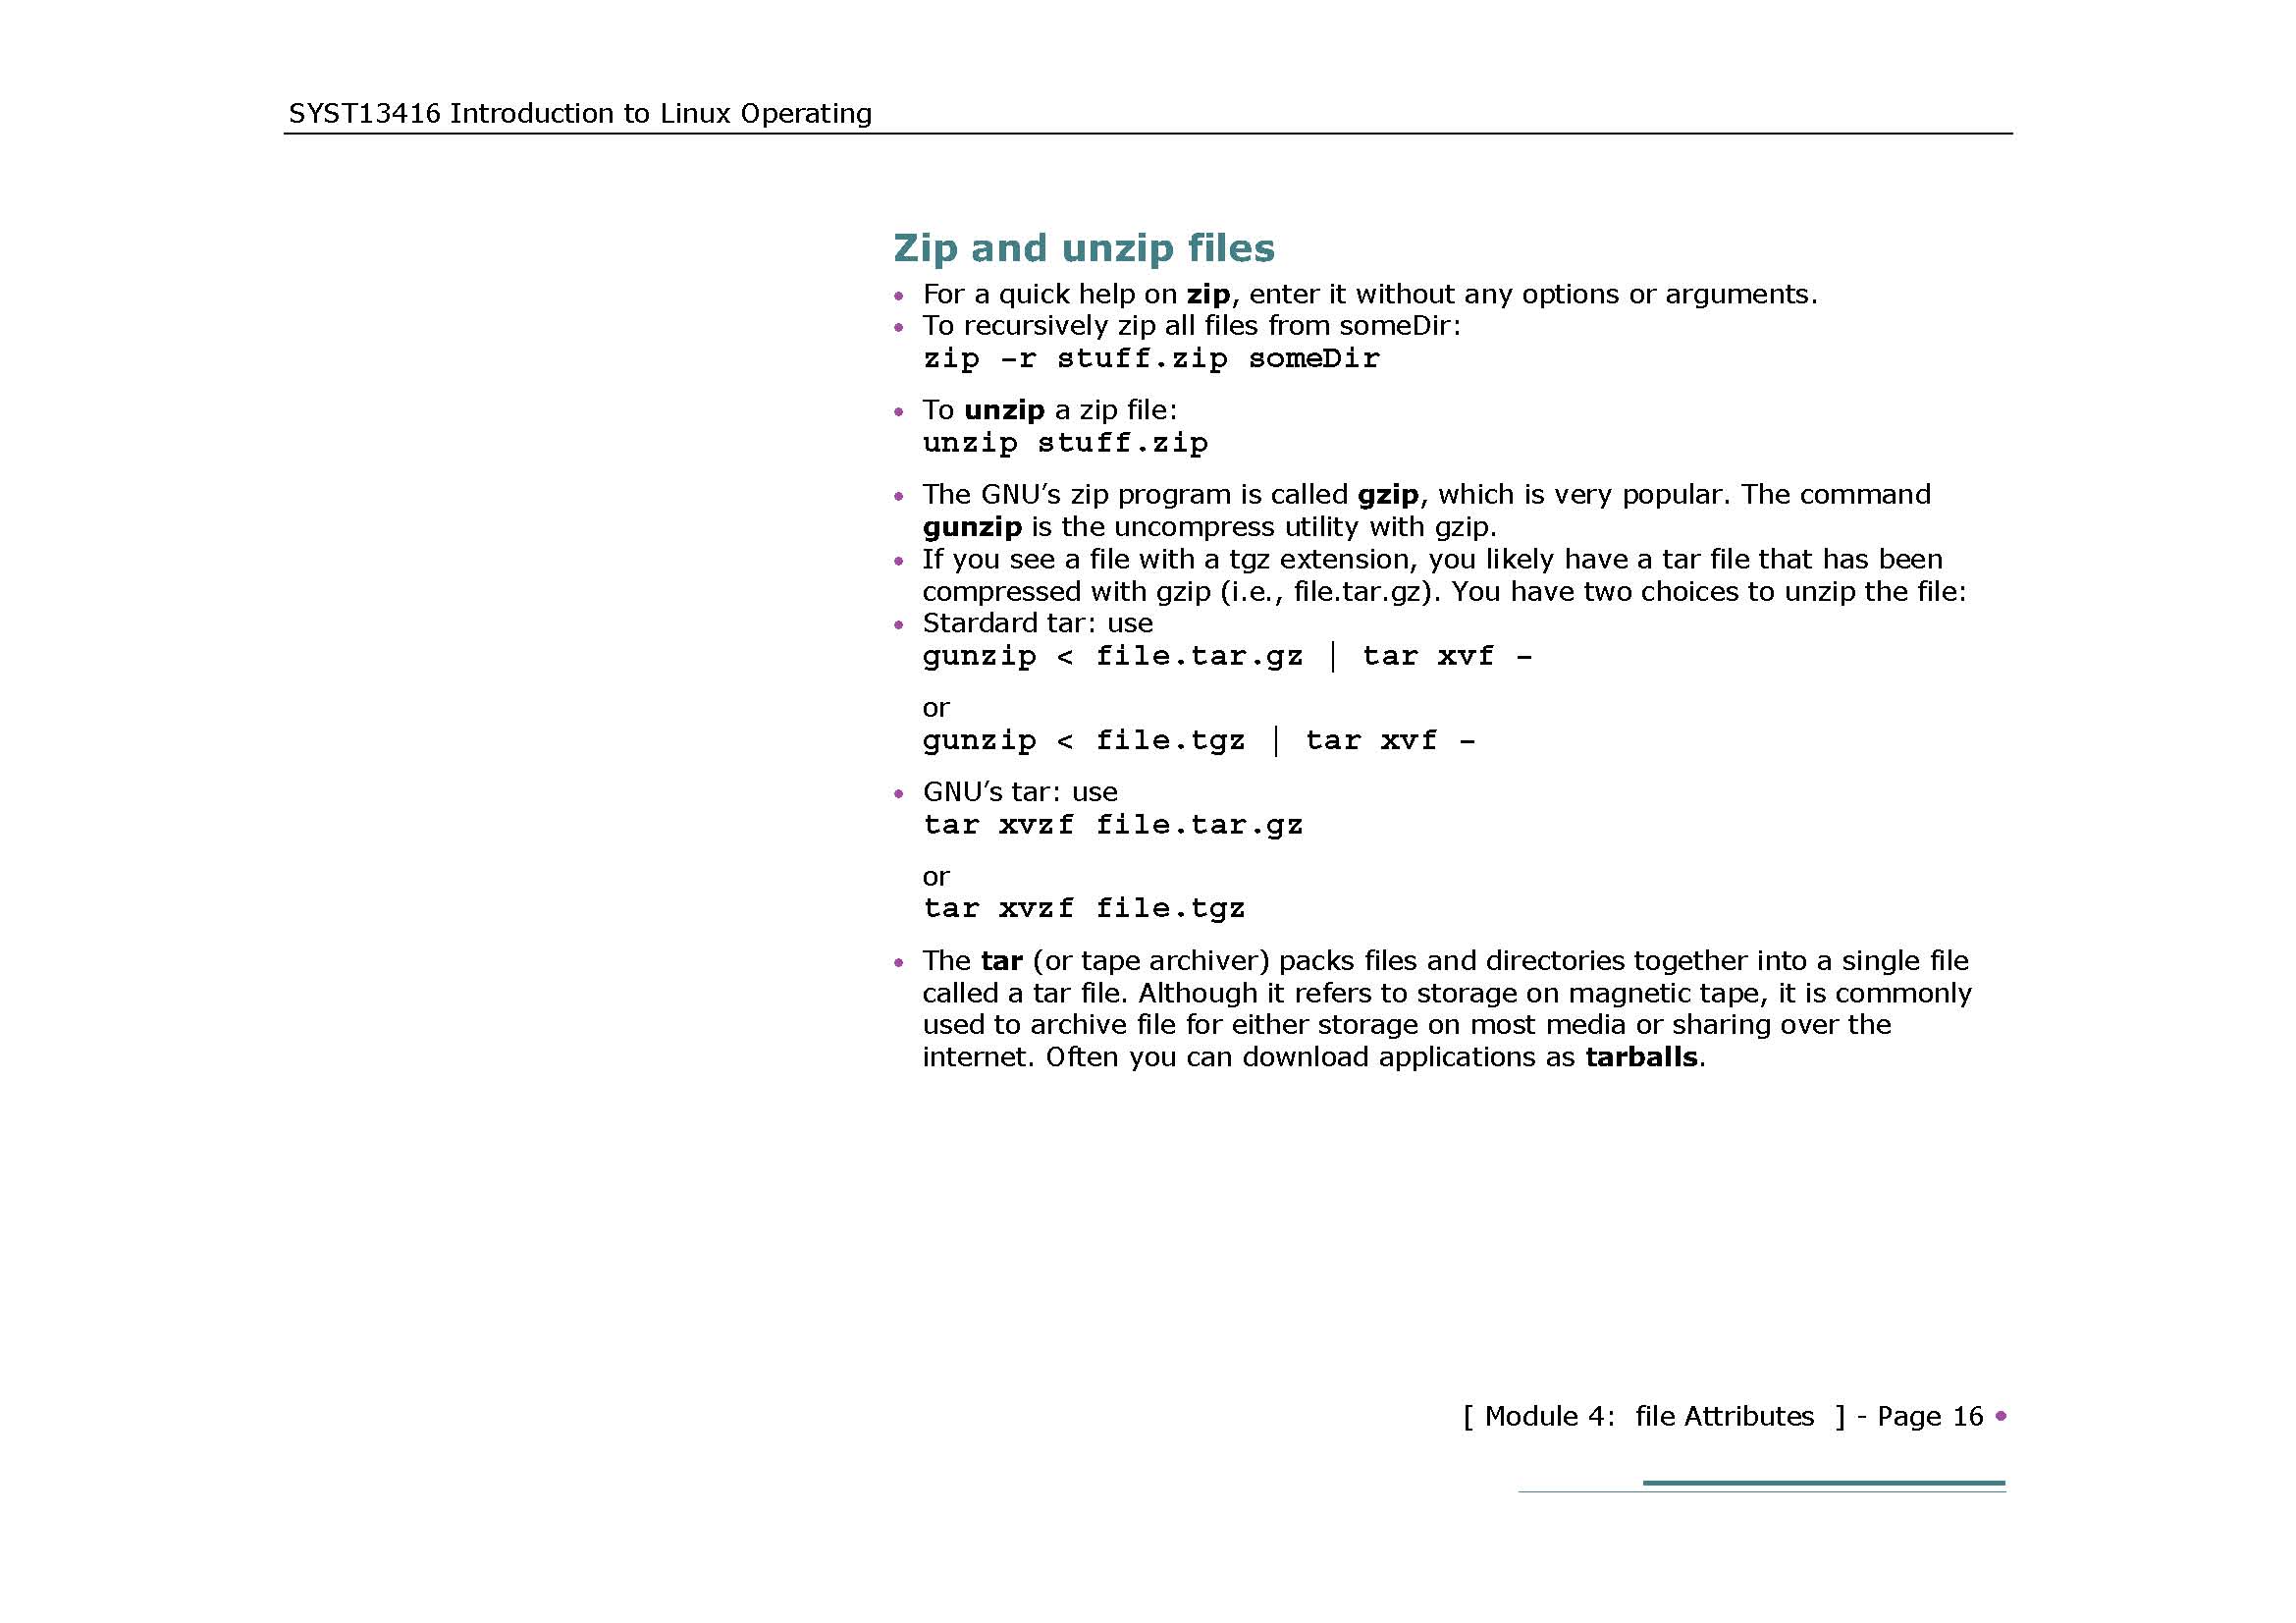 SYST13416 Introduction to Linux Operating
Zip and unzip files
• For a quick help on zip, enter it without any options or arguments.
• To recursively zip all files from someDir:
zip –r stuff.zip someDir
• To unzip a zip file:
unzip stuff.zip
• The GNU’s zip program is called gzip, which is very popular. The command
gunzip is the uncompress utility with gzip.
• If you see a file with a tgz extension, you likely have a tar file that has been
compressed with gzip (i.e., file.tar.gz). You have two choices to unzip the file:
• Stardard tar: use
gunzip < file.tar.gz | tar xvf –
or
gunzip < file.tgz | tar xvf –
• GNU’s tar: use
tar xvzf file.tar.gz
or
tar xvzf file.tgz
• The tar (or tape archiver) packs files and directories together into a single file
called a tar file. Although it refers to storage on magnetic tape, it is commonly
used to archive file for either storage on most media or sharing over the
internet. Often you can download applications as tarballs.
[ Module 4:  file Attributes  ] - Page 16 •